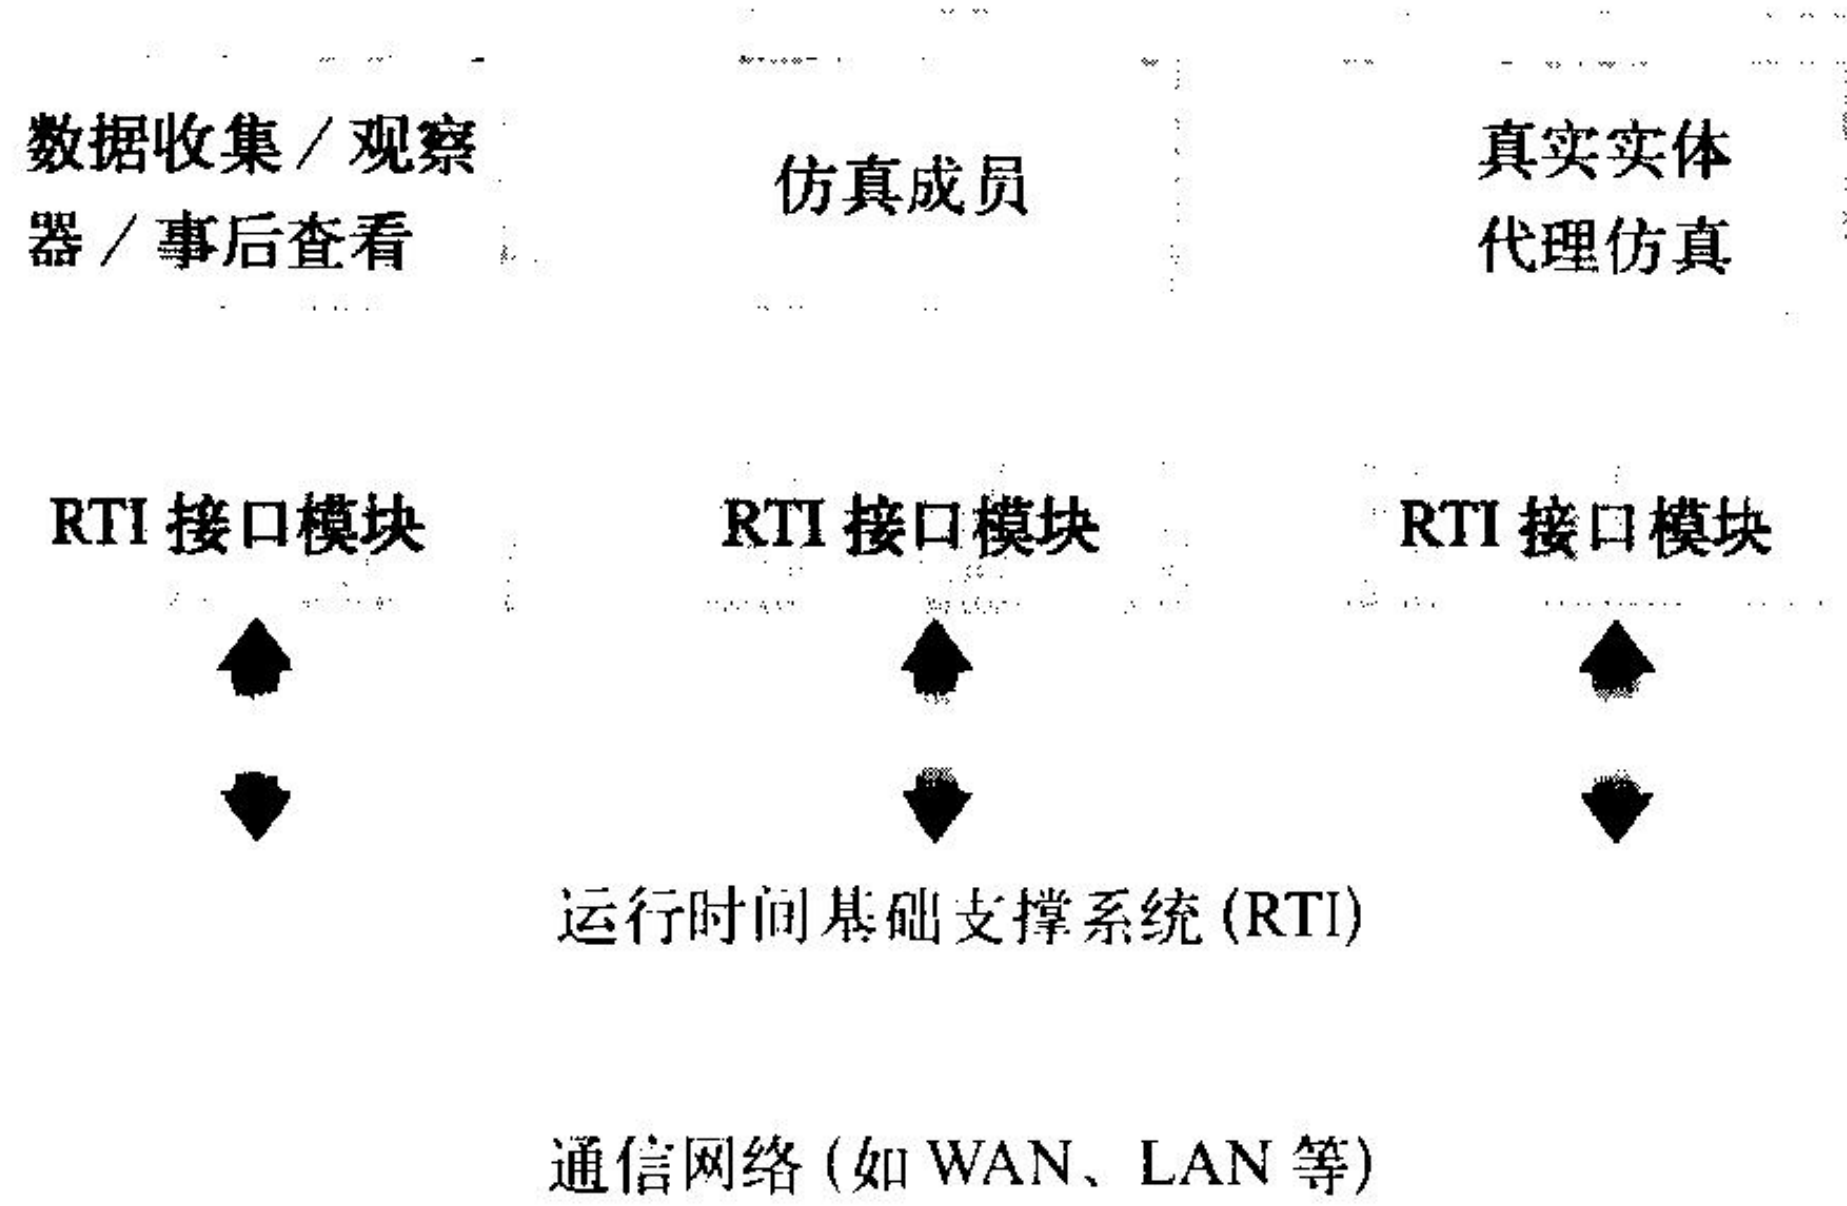 数据收集/观察
器/事后查看
仿真成员
真实实体
代理仿真
RTI 接口模块
RTI 接口模块
RTI 接口模块
运行时间基础支撑系统(RTI)
通信网络(如 WAN、LAN 等)